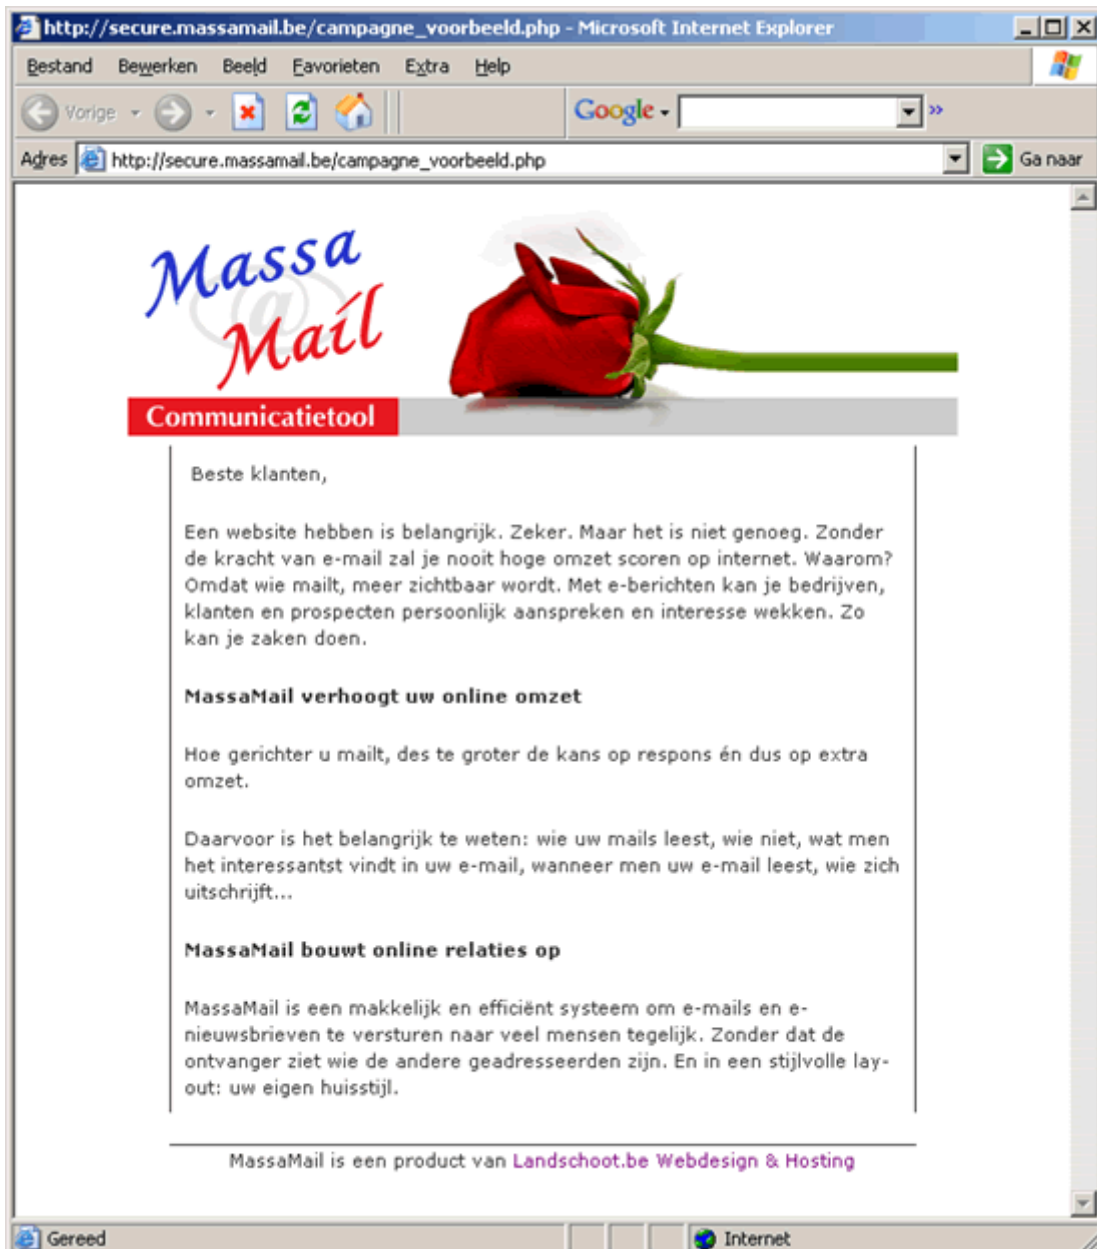 http://secure.massamail.be/campagne_voorbeeld.php - Microsoft Internet Explorer
Bestand Bewerken Beeld Favorieten Extra Help
Vorige Google
Adres http://secure.massamail.be/campagne_voorbeeld.php Ga naar
Massa
@
Mail
Communicatietool
Beste klanten,
Een website hebben is belangrijk. Zeker. Maar het is niet genoeg. Zonder
de kracht van e-mail zal je nooit hoge omzet scoren op internet. Waarom?
Omdat wie mailt, meer zichtbaar wordt. Met e-berichten kan je bedrijven,
klanten en prospecten persoonlijk aanspreken en interesse wekken. Zo
kan je zaken doen.
MassaMail verhoogt uw online omzet
Hoe gerichter u mailt, des te groter de kans op respons én dus op extra
omzet.
Daarvoor is het belangrijk te weten: wie uw mails leest, wie niet, wat men
het interessantst vindt in uw e-mail, wanneer men uw e-mail leest, wie zich
uitschrijft...
MassaMail bouwt online relaties op
MassaMail is een makkelijk en efficiënt systeem om e-mails en e-
nieuwsbrieven te versturen naar veel mensen tegelijk. Zonder dat de
ontvanger ziet wie de andere geadresseerden zijn. En in een stijlvolle lay-
out: uw eigen huisstijl.
MassaMail is een product van Landschoot.be Webdesign & Hosting
Gereed Internet